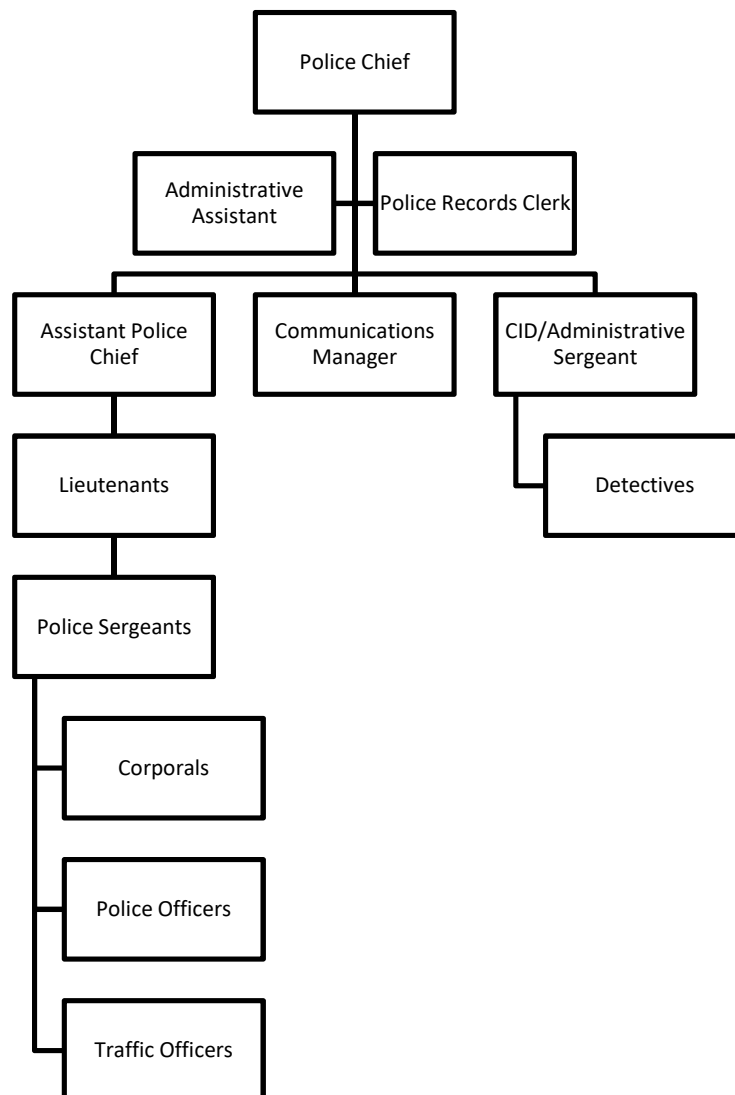 Police Chief
Administrative
Assistant
Police Records Clerk
Assistant Police
Chief
Communications
Manager
CID/Administrative
Sergeant
Lieutenants
Detectives
Police Sergeants
Corporals
Police Officers
Traffic Officers